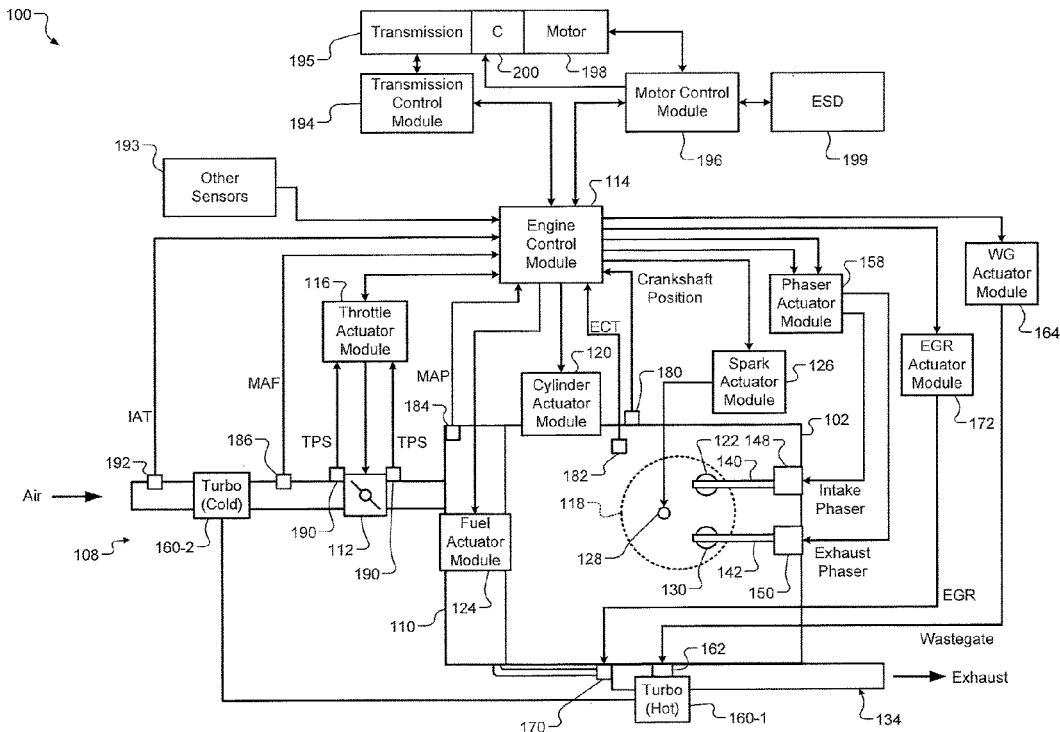 100
Transmission
C
Motor
195
200
198
Transmission
Control
Module
194
Motor Control
Module
196
ESD
199
193
Other
Sensors
114
Engine
Control
Module
116
Throttle
Actuator
Module
Crankshaft
Position
158
Phaser
Actuator
Module
WG
Actuator
Module
164
ECT
120
Cylinder
Actuator
Module
180
Spark
Actuator
Module
126
EGR
Actuator
Module
172
IAT
MAF
MAP
TPS
TPS
184
102
192
186
182
122
140
148
Air
Turbo
(Cold)
160-2
190
112
190
118
128
130
142
150
Intake
Phaser
Exhaust
Phaser
108
Fuel
Actuator
Module
124
110
EGR
Wastegate
162
170
Turbo
(Hot)
160-1
Exhaust
134